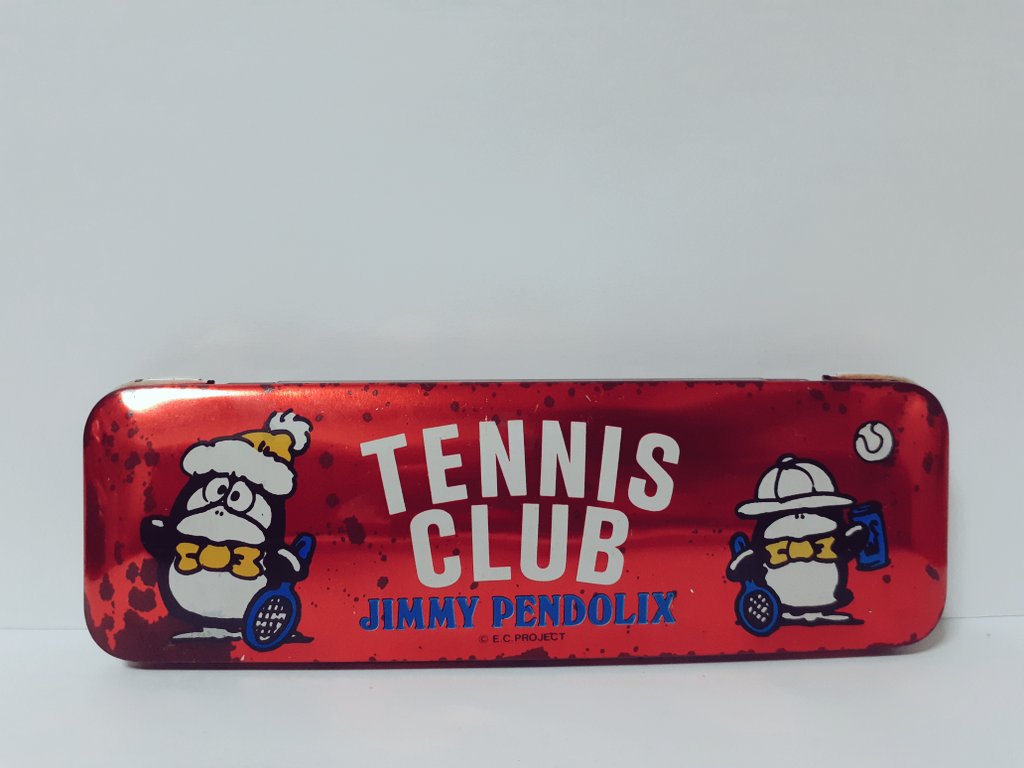 TENNIS
CLUB
JIMMY PENDOLIX
© E.C.PROJECT